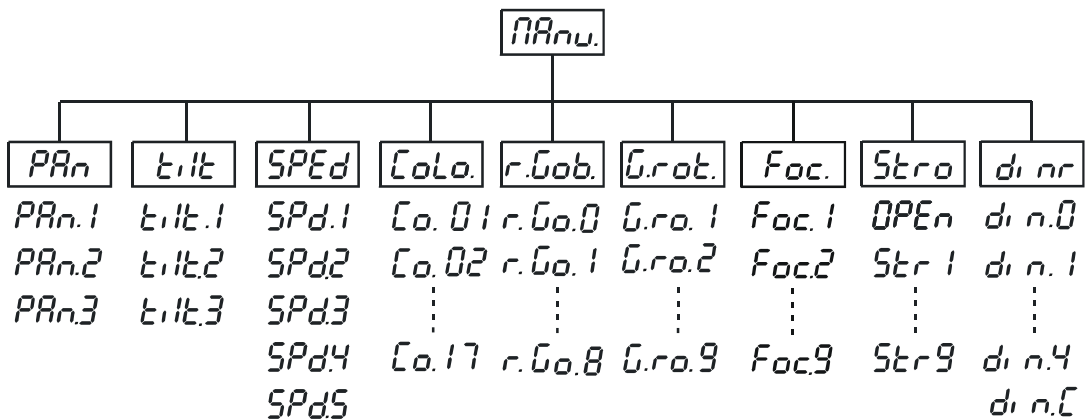 MAnu.
PAn tilt SPEd CoLo. r.Gob. G.rot. Foc. Stro dinr
PAn.1 tilt.1 SPd.1 Co.01 r.Go.0 G.ro.1 Foc.1 OPEn din.0
PAn.2 tilt.2 SPd.2 Co.02 r.Go.1 G.ro.2 Foc.2 Str1 din.1
PAn.3 tilt.3 SPd.3
SPd.4 Co.17 r.Go.8 G.ro.9 Foc.9 Str9 din.4
SPd.5 din.C